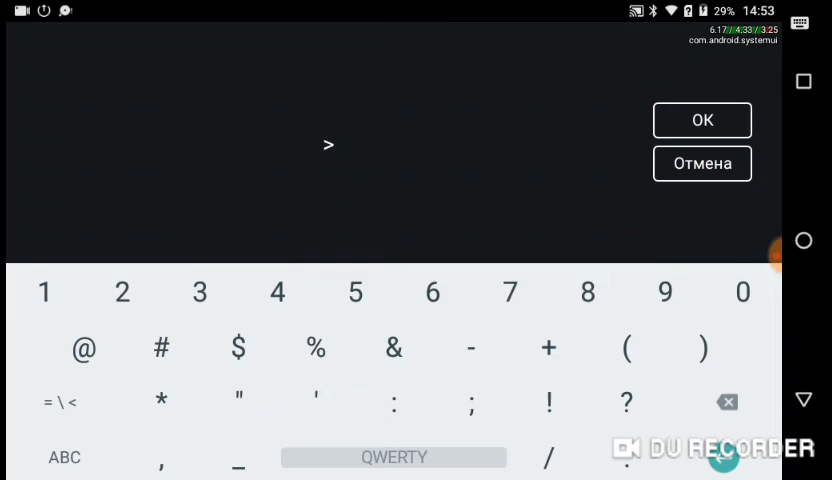 29% 14:53
6.17 / 4.33 / 3.25
com.android.systemui
>
ОК
Отмена
1 2 3 4 5 6 7 8 9 0
@ # $ % & - + ( )
= \ < * " ' : ; ! ?
ABC , _ QWERTY / .
DU RECORDER